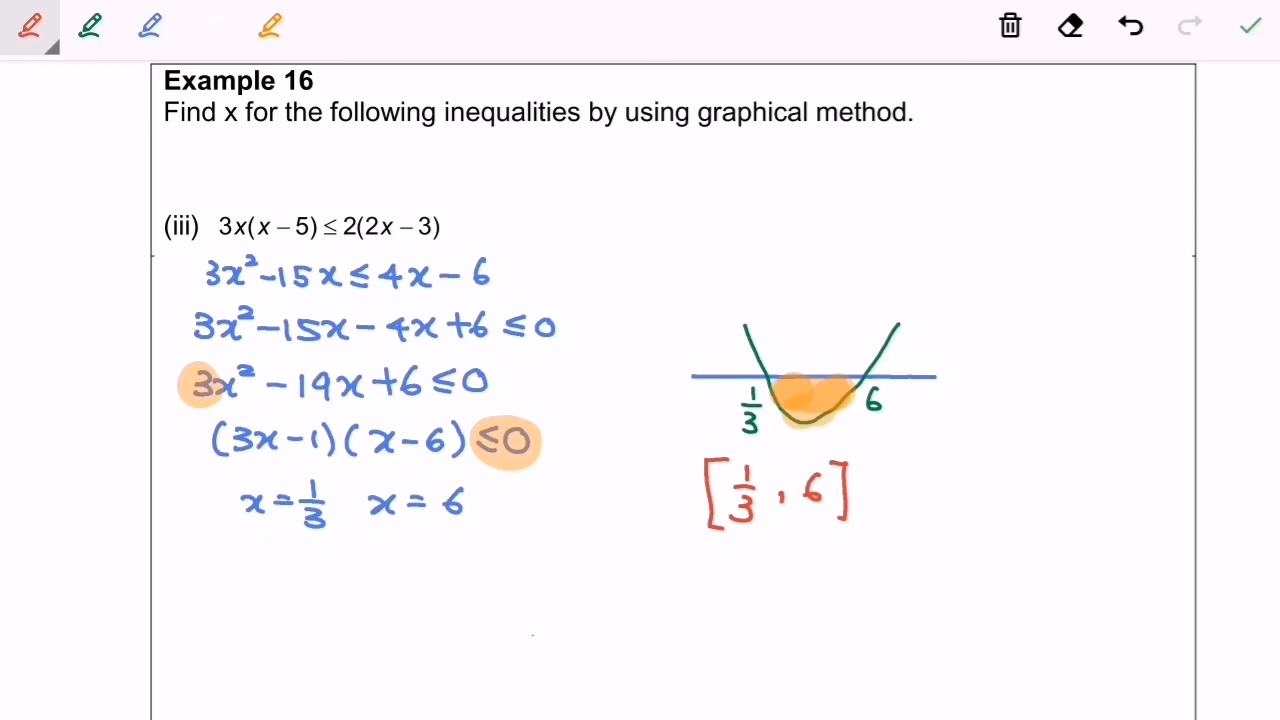 Example 16
Find x for the following inequalities by using graphical method.
(iii) 3x(x – 5) ≤ 2(2x – 3)
3x² - 15x ≤ 4x - 6
3x² - 15x - 4x + 6 ≤ 0
3x² - 19x + 6 ≤ 0
(3x - 1)(x - 6) ≤ 0
x = 1/3 x = 6
1/3 6
[1/3, 6]